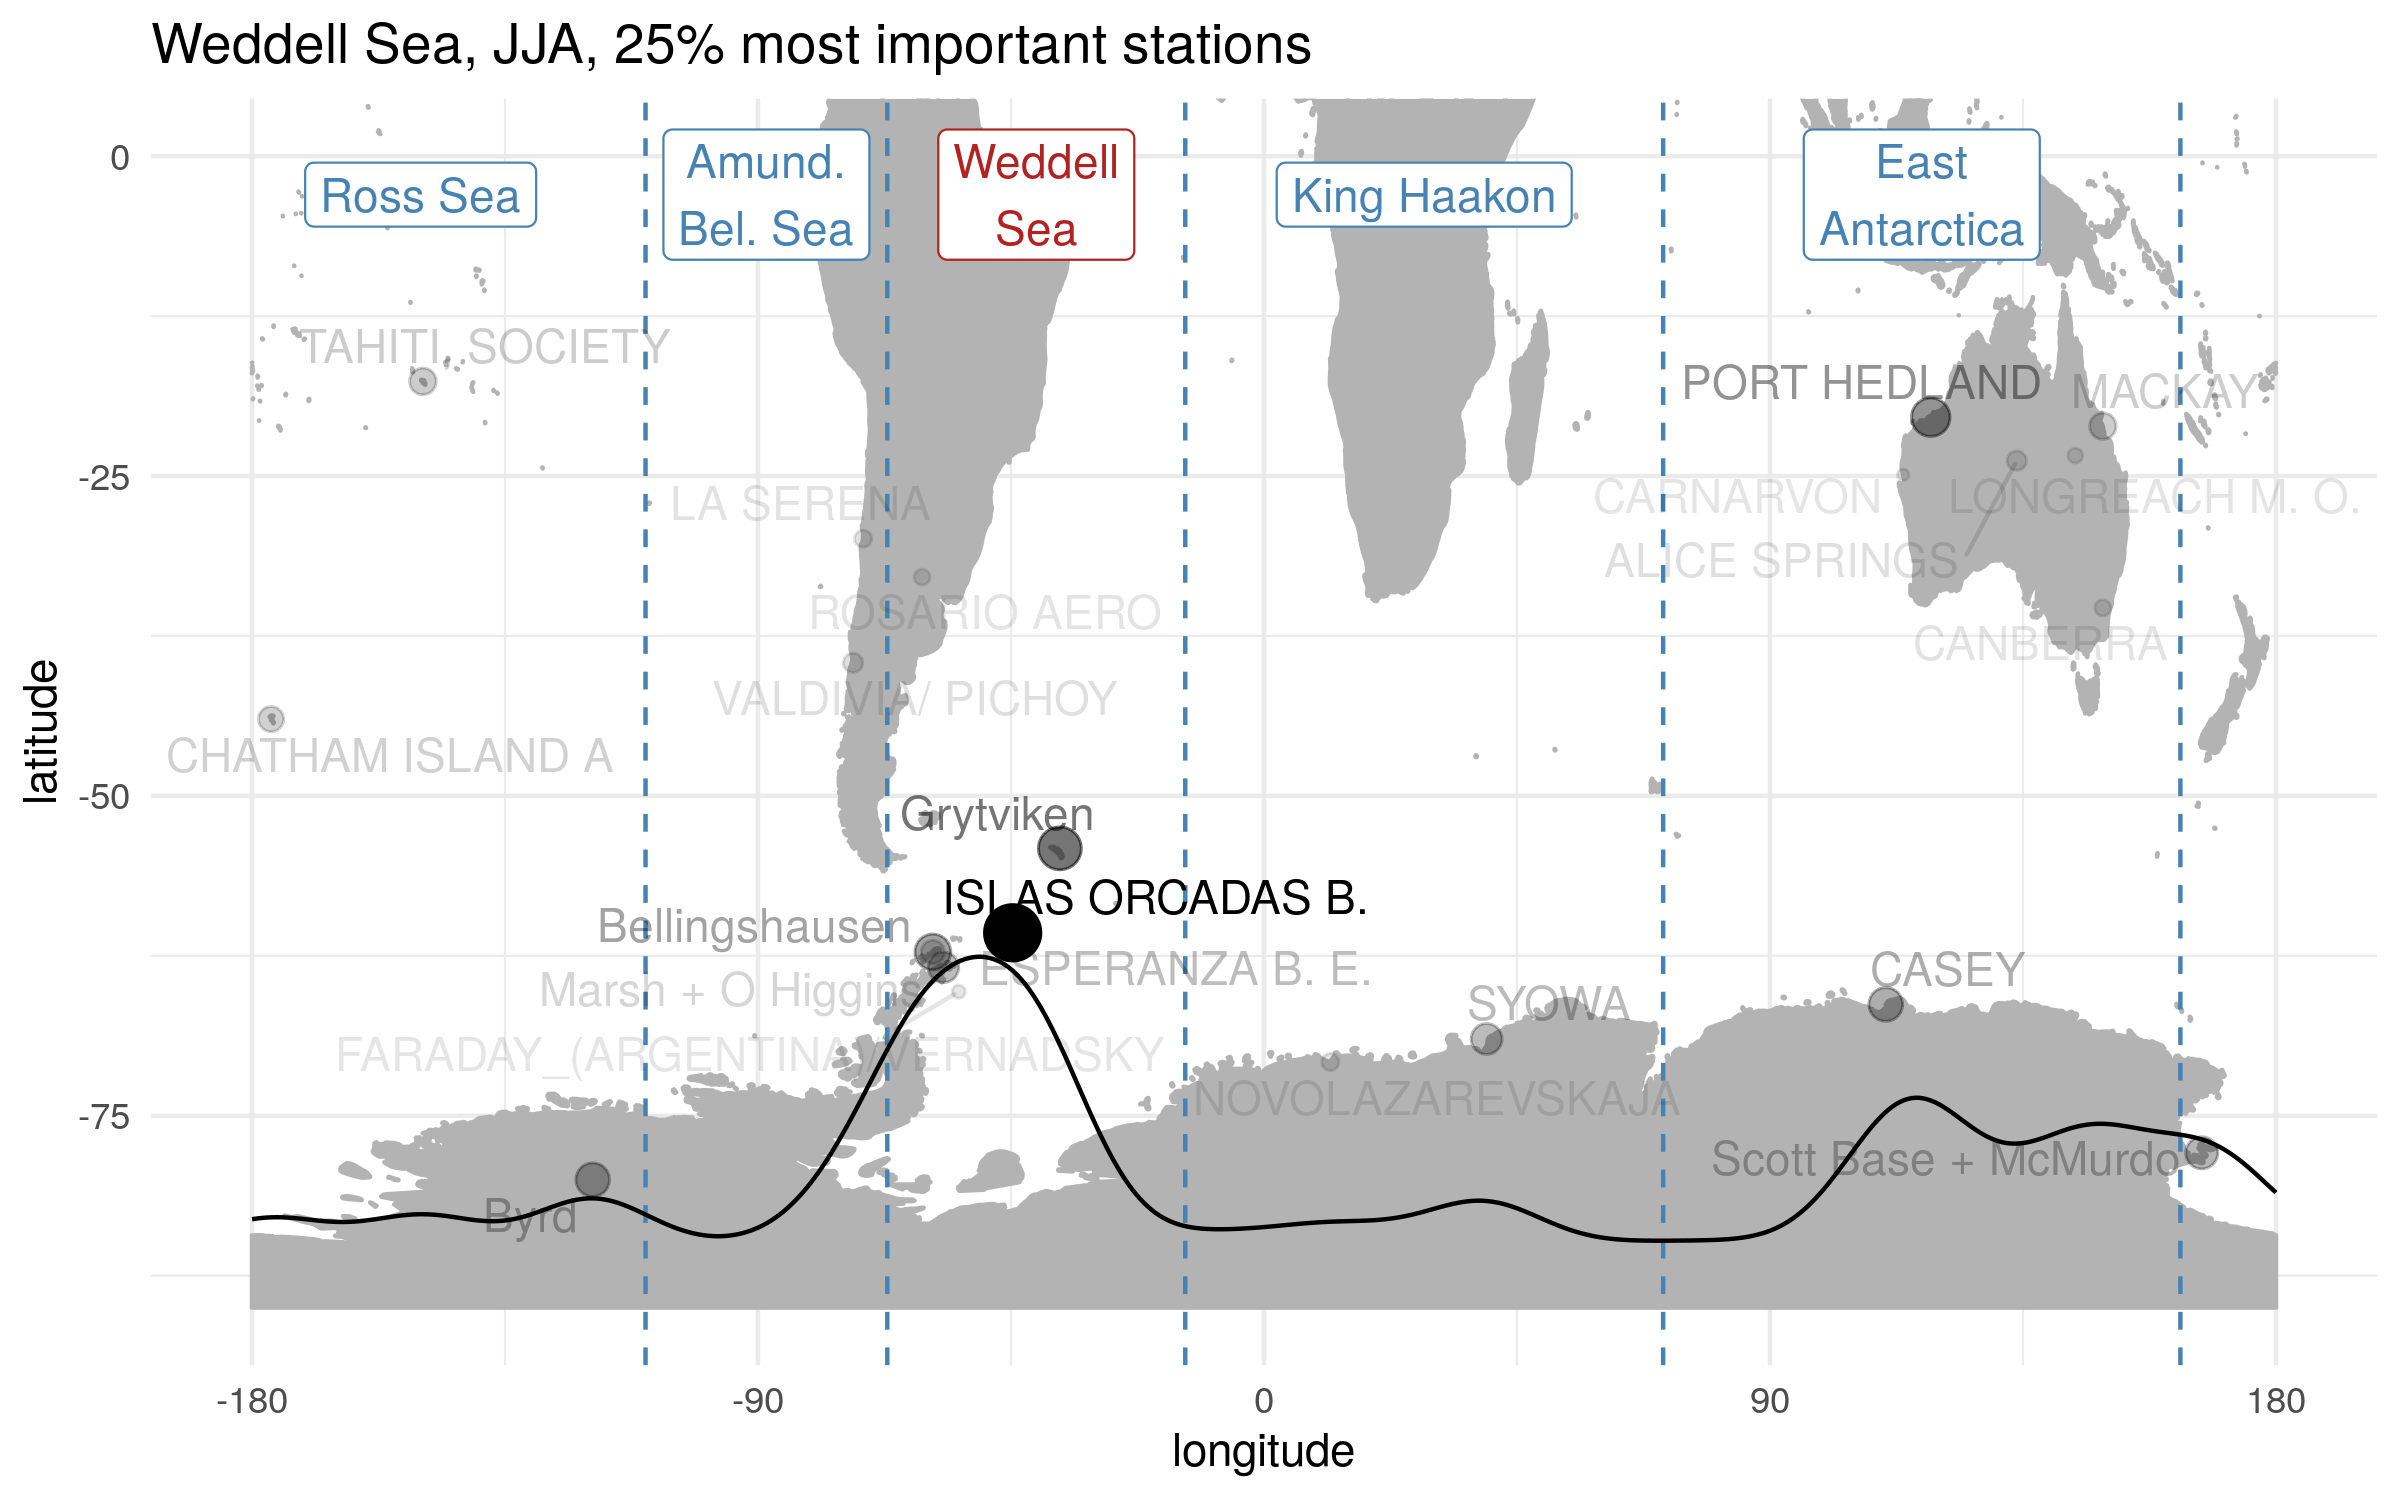 Weddell Sea, JJA, 25% most important stations
Ross Sea
Amund.
Bel. Sea
Weddell
Sea
King Haakon
East
Antarctica
TAHITI, SOCIETY
PORT HEDLAND
MACKAY
LA SERENA
CARNARVON
LONGREACH M. O.
ALICE SPRINGS
ROSARIO AERO
CANBERRA
VALDIVIA/ PICHOY
CHATHAM ISLAND A
Grytviken
ISLAS ORCADAS B.
Bellingshausen
ESPERANZA B. E.
CASEY
Marsh + O Higgins
SYOWA
FARADAY_(ARGENTINA/VERNADSKY
NOVOLAZAREVSKAJA
Scott Base + McMurdo
Byrd
0
-25
-50
-75
latitude
-180
-90
0
90
180
longitude